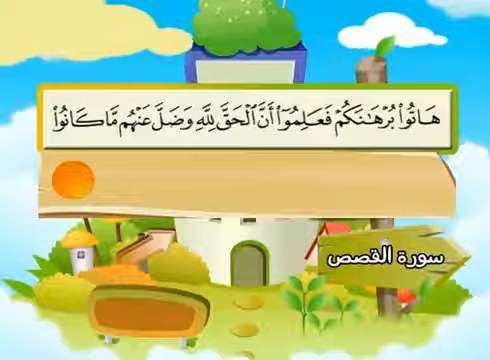 هَاتُوا۟ بُرْهَـٰنَكُمْ فَعَلِمُوٓا۟ أَنَّ ٱلْحَقَّ لِلَّهِ وَضَلَّ عَنْهُم مَّا كَانُوا۟
سورة القصص